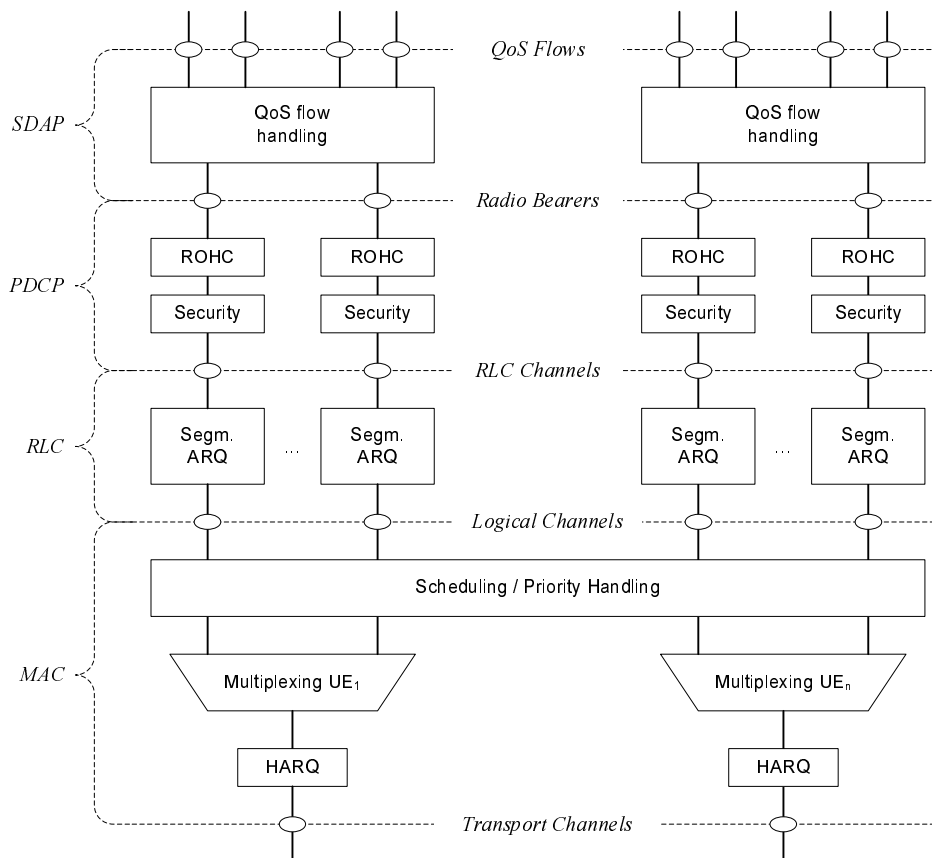 QoS Flows
QoS flow
handling
QoS flow
handling
SDAP
Radio Bearers
ROHC
ROHC
ROHC
ROHC
PDCP
Security
Security
Security
Security
RLC Channels
Segm.
ARQ
...
Segm.
ARQ
Segm.
ARQ
...
Segm.
ARQ
RLC
Logical Channels
Scheduling / Priority Handling
MAC
Multiplexing UE₁
Multiplexing UEₙ
HARQ
HARQ
Transport Channels